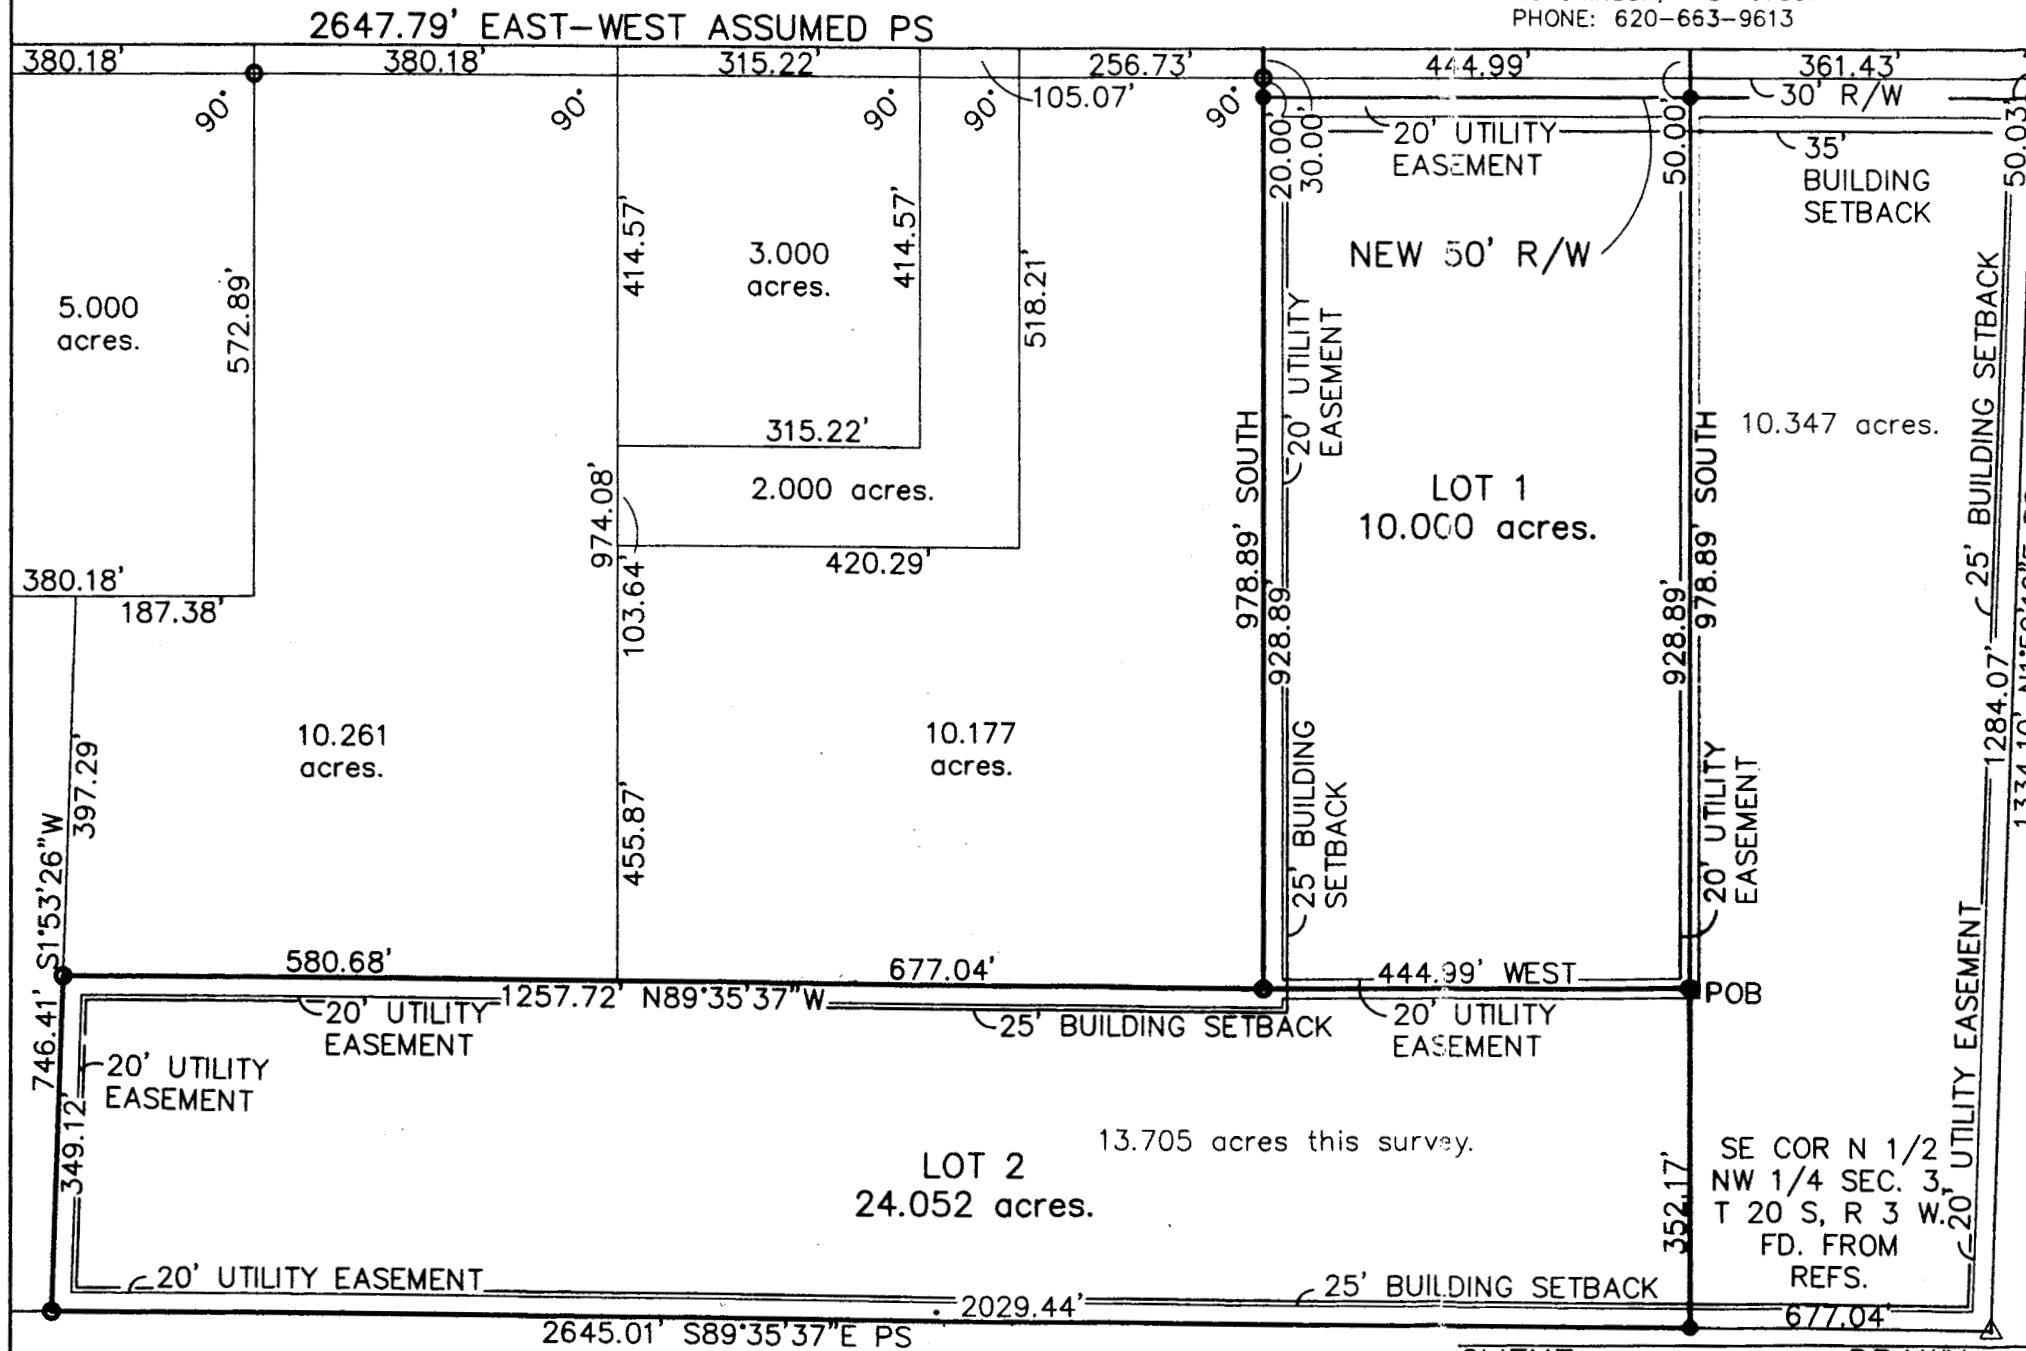 PHONE: 620-663-9613
2647.79' EAST-WEST ASSUMED PS
380.18'
380.18'
315.22'
105.07'
256.73'
444.99'
361.43'
30' R/W
90°
90°
90°
90°
90°
20.00'
30.00'
50.00'
50.03'
20' UTILITY
EASEMENT
35'
BUILDING
SETBACK
NEW 50' R/W
5.000
acres.
572.89'
414.57'
3.000
acres.
414.57'
518.21'
20' UTILITY
EASEMENT
25' BUILDING SETBACK
315.22'
2.000 acres.
420.29'
974.08'
103.64'
978.89' SOUTH
928.89'
LOT 1
10.000 acres.
928.89'
978.89' SOUTH
10.347 acres.
380.18'
187.38'
397.29'
S1°53'26"W
10.261
acres.
455.87'
10.177
acres.
25' BUILDING
SETBACK
20' UTILITY
EASEMENT
1284.07'
580.68'
677.04'
1257.72' N89°35'37"W
444.99' WEST
POB
20' UTILITY
EASEMENT
25' BUILDING SETBACK
20' UTILITY
EASEMENT
746.41'
349.12'
20' UTILITY
EASEMENT
13.705 acres this survey.
LOT 2
24.052 acres.
352.17'
SE COR N 1/2
NW 1/4 SEC. 3,
T 20 S, R 3 W.
FD. FROM
REFS.
20' UTILITY EASEMENT
20' UTILITY EASEMENT
25' BUILDING SETBACK
2029.44'
677.04'
2645.01' S89°35'37"E PS